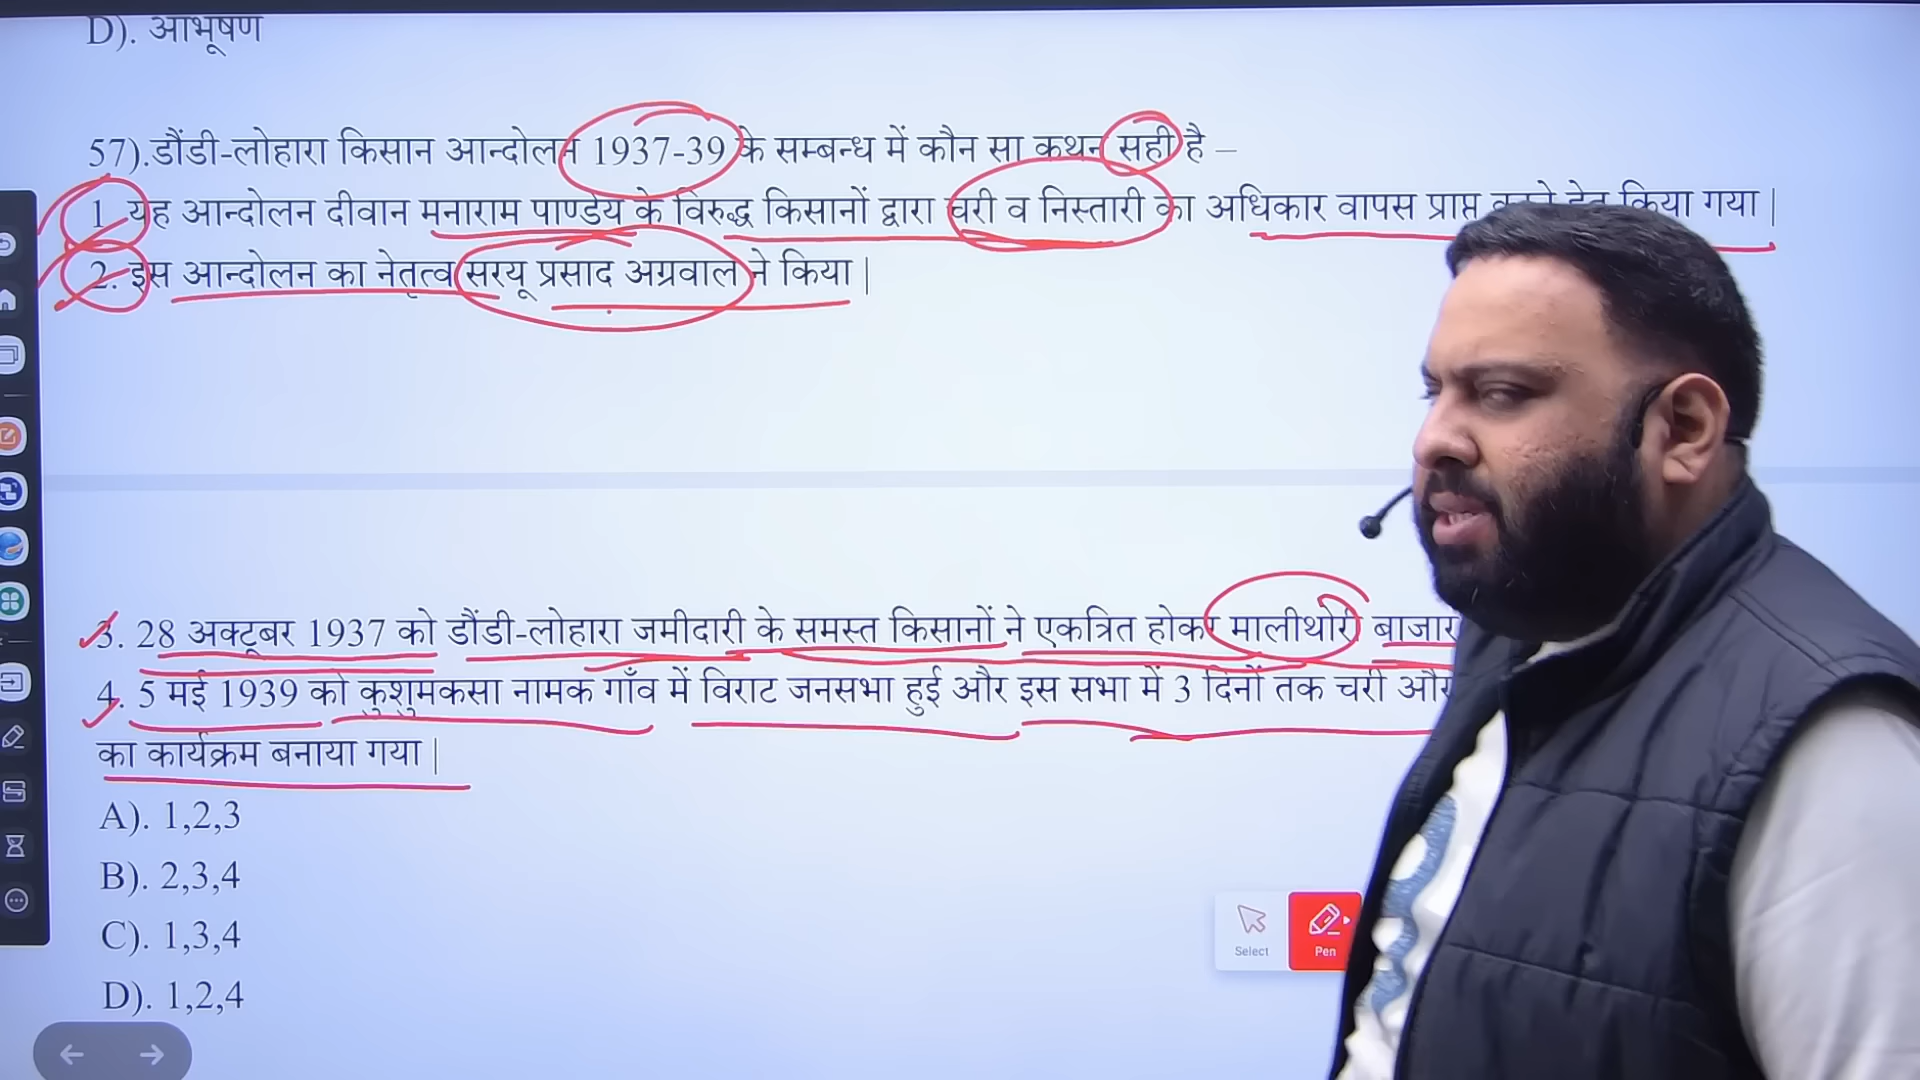 D). आभूषण
57).डौंडी-लोहारा किसान आन्दोलन 1937-39 के सम्बन्ध में कौन सा कथन सही है –
1. यह आन्दोलन दीवान मनाराम पाण्डेय के विरुद्ध किसानों द्वारा चरी व निस्तारी का अधिकार वापस प्राप्त करने हेतु किया गया |
2. इस आन्दोलन का नेतृत्व सरयू प्रसाद अग्रवाल ने किया |
3. 28 अक्टूबर 1937 को डौंडी-लोहारा जमीदारी के समस्त किसानों ने एकत्रित होकर मालीथोरी बाजार
4. 5 मई 1939 को कुशुमकसा नामक गाँव में विराट जनसभा हुई और इस सभा में 3 दिनों तक चरी और
का कार्यक्रम बनाया गया |
A). 1,2,3
B). 2,3,4
C). 1,3,4
D). 1,2,4
Select
Pen